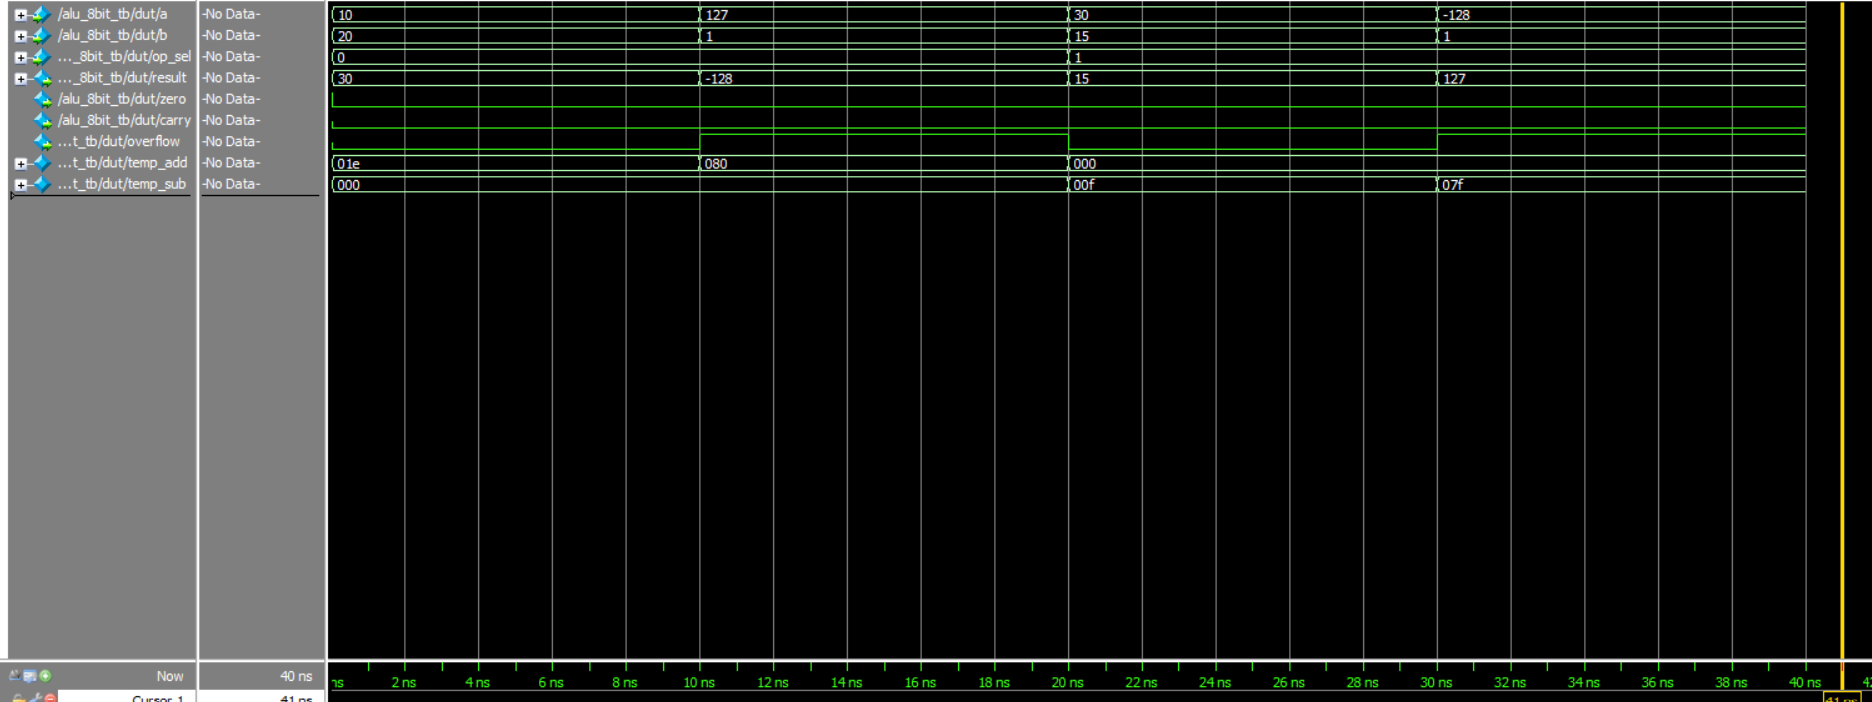 /alu_8bit_tb/dut/a -No Data- 10 127 30 -128
/alu_8bit_tb/dut/b -No Data- 20 1 15 1
..._8bit_tb/dut/op_sel -No Data- 0 1
..._8bit_tb/dut/result -No Data- 30 -128 15 127
/alu_8bit_tb/dut/zero -No Data-
/alu_8bit_tb/dut/carry -No Data-
...t_tb/dut/overflow -No Data-
...t_tb/dut/temp_add -No Data- 01e 080 000
...t_tb/dut/temp_sub -No Data- 000 00f 07f
Now 40 ns ns 2 ns 4 ns 6 ns 8 ns 10 ns 12 ns 14 ns 16 ns 18 ns 20 ns 22 ns 24 ns 26 ns 28 ns 30 ns 32 ns 34 ns 36 ns 38 ns 40 ns 42
Cursor 1 41 ns 41 ns